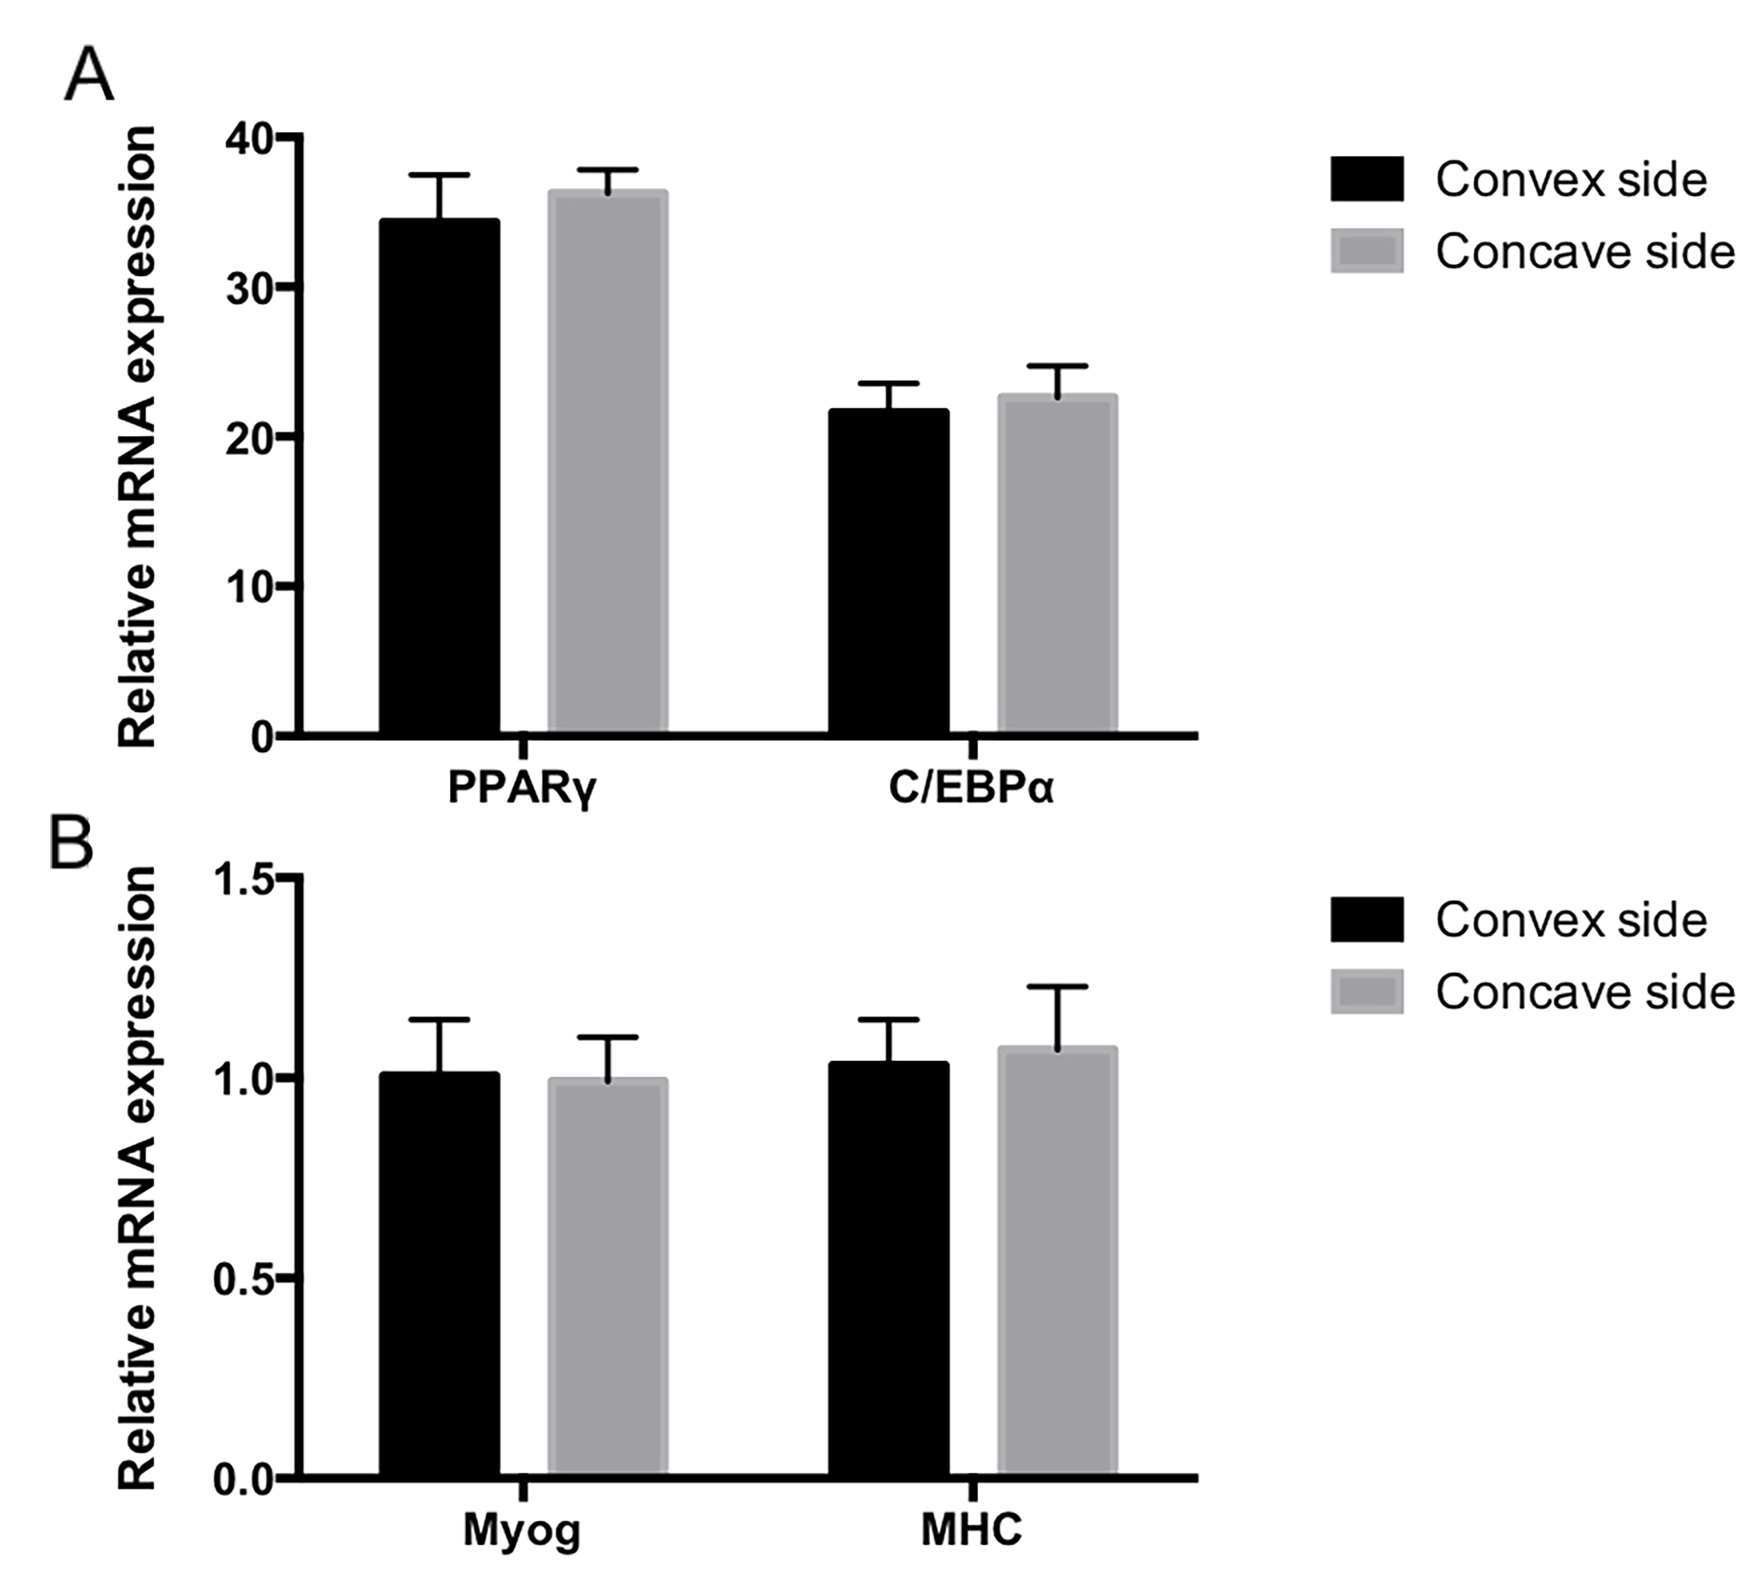 A
Relative mRNA expression
40
30
20
10
0
PPARγ
C/EBPα
Convex side
Concave side
B
Relative mRNA expression
1.5
1.0
0.5
0.0
Myog
MHC
Convex side
Concave side